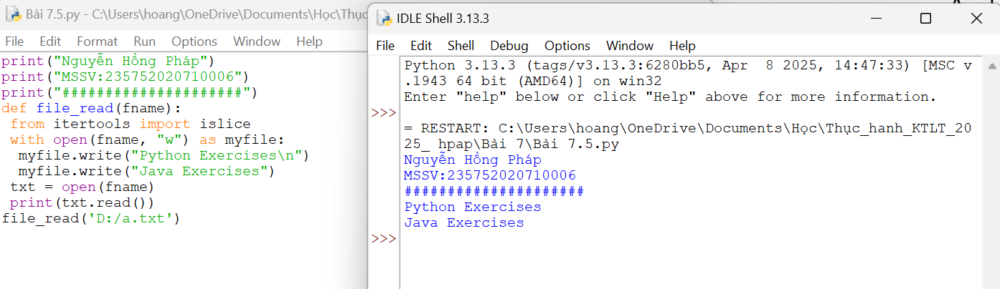 Bài 7.5.py - C:\Users\hoang\OneDrive\Documents\Học\Thực
File Edit Format Run Options Window Help
print("Nguyễn Hồng Pháp")
print("MSSV:235752020710006")
print("#####################")
def file_read(fname):
 from itertools import islice
 with open(fname, "w") as myfile:
  myfile.write("Python Exercises\n")
  myfile.write("Java Exercises")
 txt = open(fname)
 print(txt.read())
file_read('D:/a.txt')
IDLE Shell 3.13.3
File Edit Shell Debug Options Window Help
Python 3.13.3 (tags/v3.13.3:6280bb5, Apr  8 2025, 14:47:33) [MSC v
.1943 64 bit (AMD64)] on win32
Enter "help" below or click "Help" above for more information.
>>>
= RESTART: C:\Users\hoang\OneDrive\Documents\Học\Thực_hanh_KTLT_20
25_ hpap\Bài 7\Bài 7.5.py
Nguyễn Hồng Pháp
MSSV:235752020710006
#####################
Python Exercises
Java Exercises
>>>